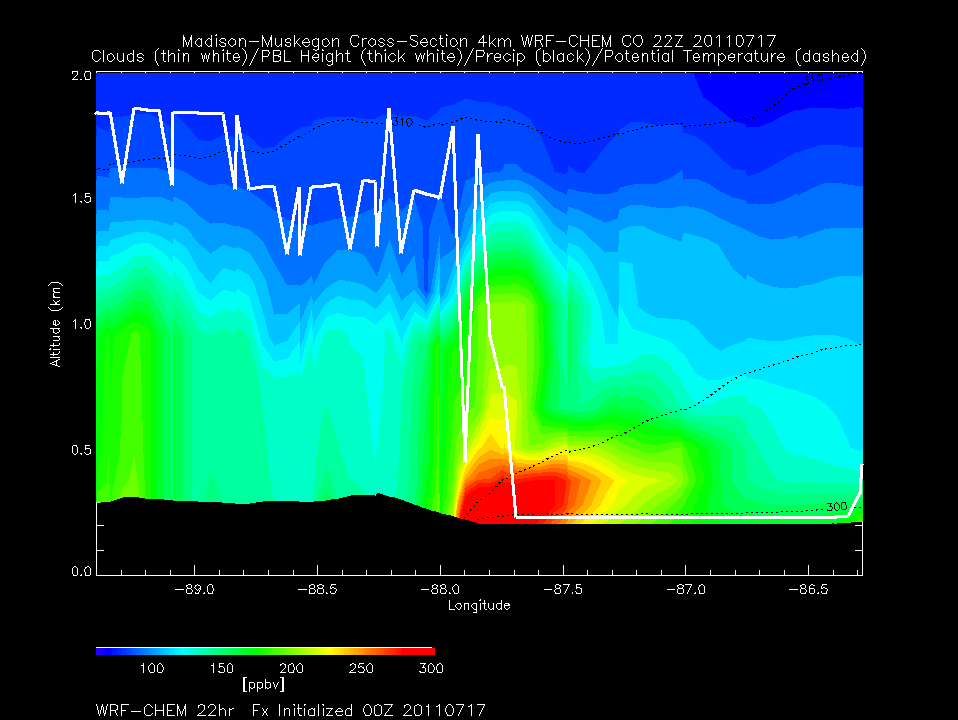 Madison-Muskegon Cross-Section 4km WRF-CHEM CO 22Z 20110717
Clouds (thin white)/PBL Height (thick white)/Precip (black)/Potential Temperature (dashed)
2.0
310
310
1.5
1.0
Altitude (km)
0.5
300
0.0
-89.0 -88.5 -88.0 -87.5 -87.0 -86.5
Longitude
100 150 200 250 300
[ppbv]
WRF-CHEM 22hr Fx Initialized 00Z 20110717